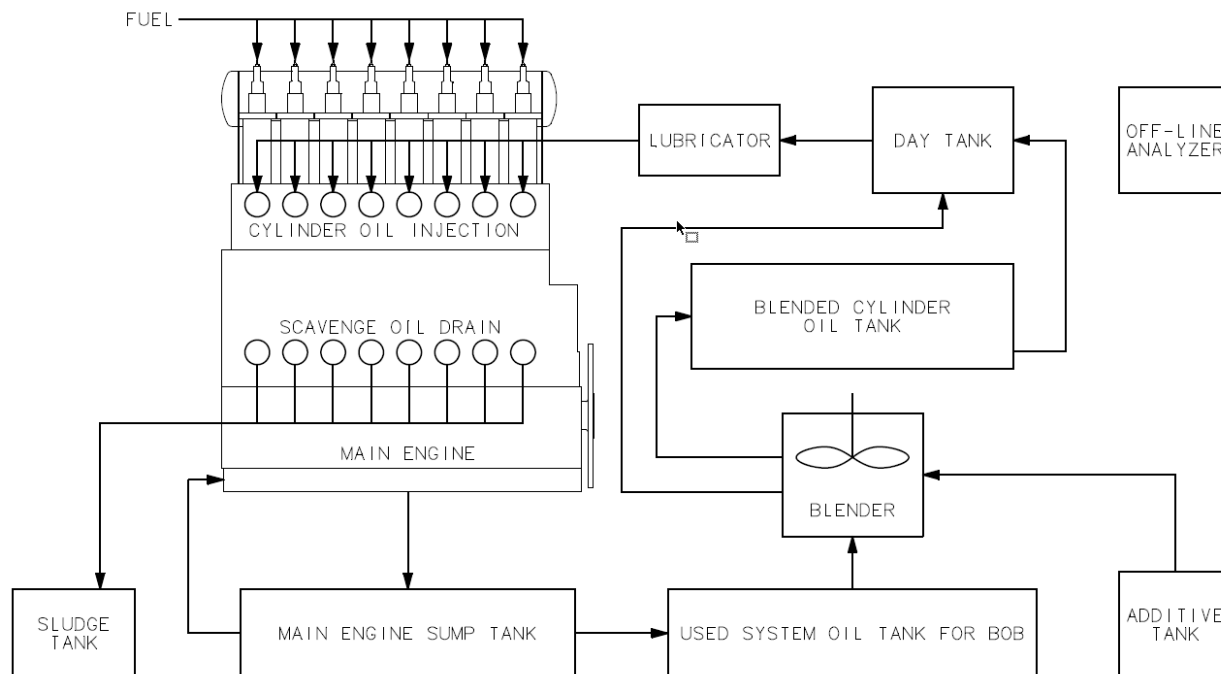 FUEL
LUBRICATOR
DAY TANK
OFF-LINE
ANALYZER
CYLINDER OIL INJECTION
BLENDED CYLINDER
OIL TANK
SCAVENGE OIL DRAIN
MAIN ENGINE
BLENDER
SLUDGE
TANK
MAIN ENGINE SUMP TANK
USED SYSTEM OIL TANK FOR BOB
ADDITIVE
TANK